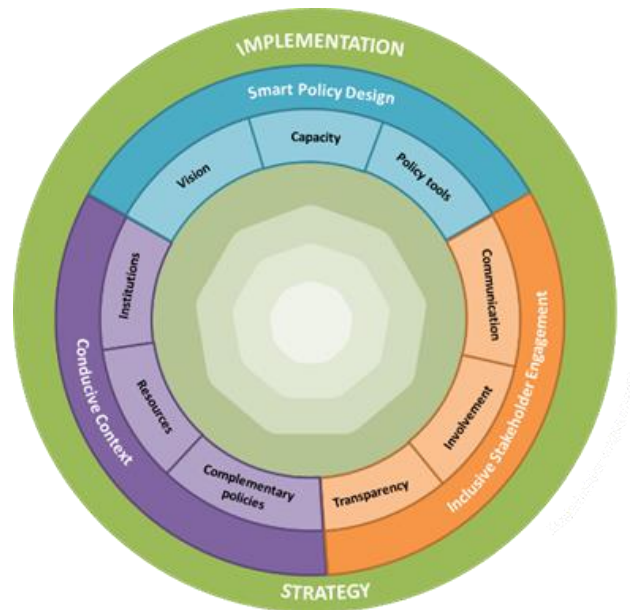 IMPLEMENTATION
Smart Policy Design
Vision
Capacity
Policy tools
Communication
Involvement
Transparency
Inclusive Stakeholder Engagement
Complementary
policies
Resources
Institutions
Conducive Context
STRATEGY